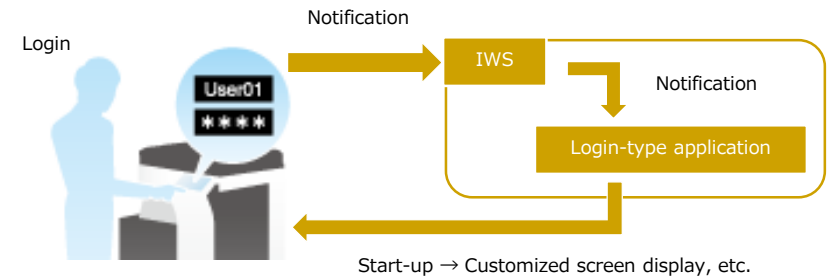 Notification
Login
IWS
User01
****
Notification
Login-type application
Start-up → Customized screen display, etc.